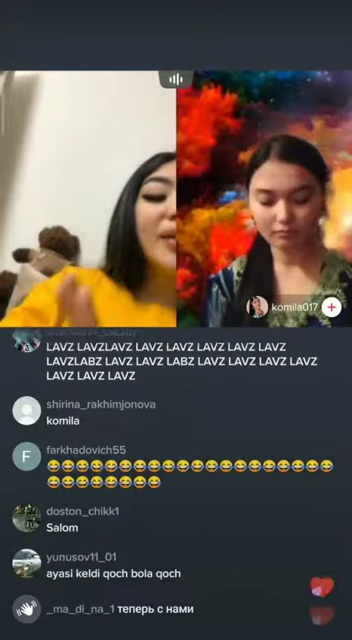 komila017
LAVZ LAVZLAVZ LAVZ LAVZ LAVZ LAVZ LAVZ
LAVZLABZ LAVZ LAVZ LABZ LAVZ LAVZ LAVZ LAVZ
LAVZ LAVZ LAVZ
shirina_rakhimjonova
komila
F farkhadovich55
😂😂😂😂😂😂😂😂😂😂😂😂😂😂😂😂😂😂😂😂
😂😂😂😂😂😂😂😂
doston_chikk1
Salom
yunusov11_01
ayasi keldi qoch bola qoch
_ma_di_na_1 теперь с нами